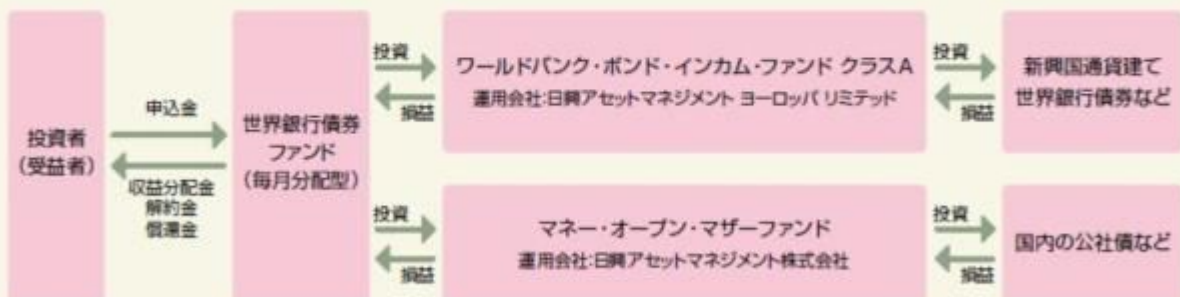 投資者
(受益者)
申込金
収益分配金
解約金
償還金
世界銀行債券
ファンド
(毎月分配型)
投資
損益
ワールドバンク・ボンド・インカム・ファンド クラスA
運用会社:日興アセットマネジメント ヨーロッパ リミテッド
投資
損益
新興国通貨建て
世界銀行債券など
投資
損益
マネー・オープン・マザーファンド
運用会社:日興アセットマネジメント株式会社
投資
損益
国内の公社債など